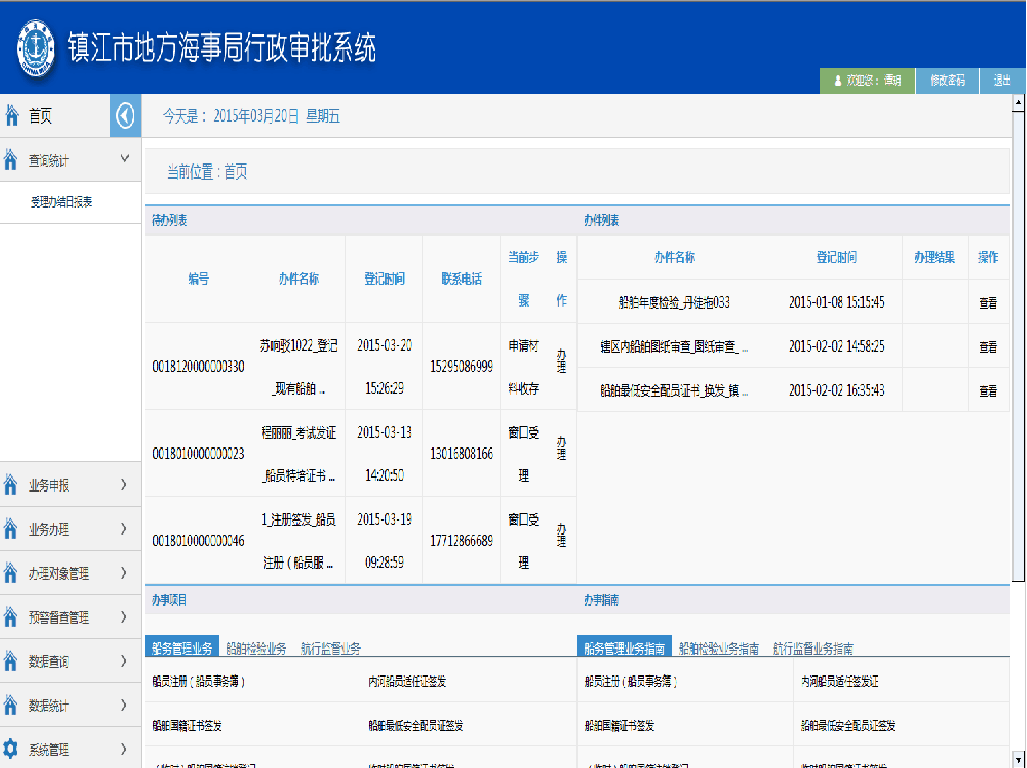 镇江市地方海事局行政审批系统
欢迎您：谭明 修改密码 退出
首页
今天是： 2015年03月20日 星期五
查询统计
受理办结日报表
当前位置：首页
待办列表
编号 办件名称 登记时间 联系电话 当前步骤 操作
0018120000000330 苏响驳1022_登记_现有船舶 ... 2015-03-20 15:26:29 15295086999 申请材料收存 办理
0018010000000023 程丽丽_考试发证_船员特培证书 ... 2015-03-13 14:20:50 13016808166 窗口受理 办理
0018010000000046 1_注册签发_船员注册（船员服 ... 2015-03-19 09:28:59 17712866689 窗口受理 办理
办件列表
办件名称 登记时间 办理结果 操作
船舶年度检验_丹徒拖033 2015-01-08 15:15:45 查看
辖区内船舶图纸审查_图纸审查_ ... 2015-02-02 14:58:25 查看
船舶最低安全配员证书_换发_镇 ... 2015-02-02 16:35:43 查看
业务申报
业务办理
办理对象管理
预警督查管理
数据查询
数据统计
系统管理
办事项目
船务管理业务 船舶检验业务 航行监督业务
船员注册（船员事务簿） 内河船员适任证签发
船舶国籍证书签发 船舶最低安全配员证签发
办事指南
船务管理业务指南 船舶检验业务指南 航行监督业务指南
船员注册（船员事务簿） 内河船员适任签发证
船舶国籍证书签发 船舶最低安全配员证签发